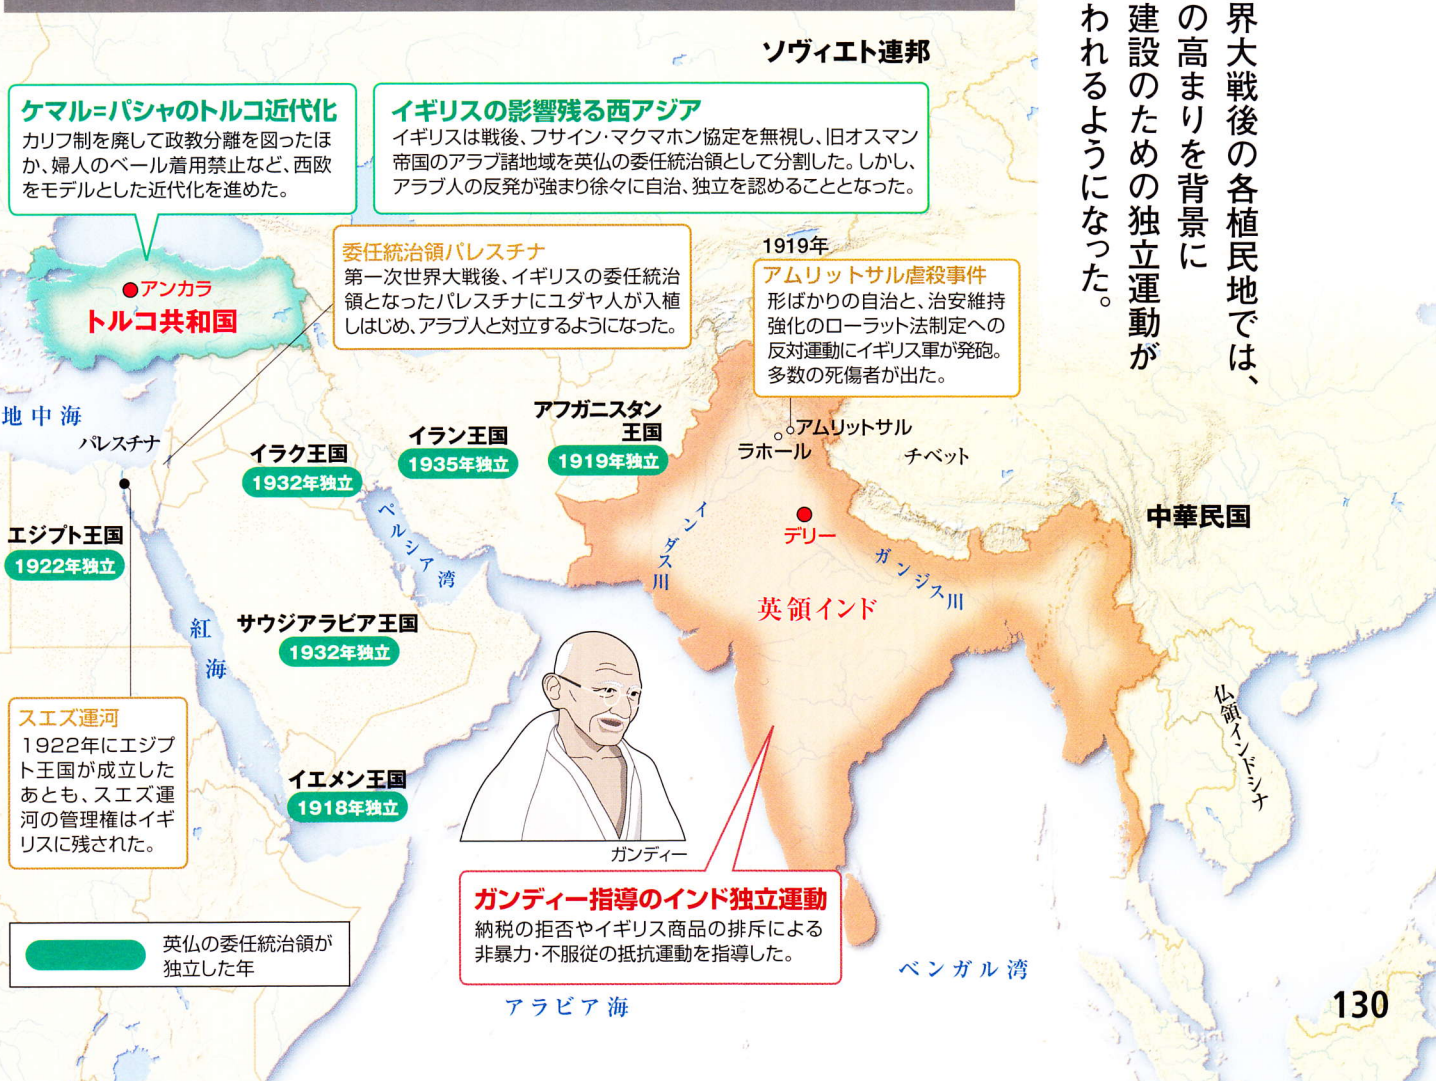 界大戦後の各植民地では、
の高まりを背景に
建設のための独立運動が
われるようになった。
ソヴィエト連邦
ケマル=パシャのトルコ近代化
カリフ制を廃して政教分離を図ったほ
か、婦人のベール着用禁止など、西欧
をモデルとした近代化を進めた。
イギリスの影響残る西アジア
イギリスは戦後、フサイン・マクマホン協定を無視し、旧オスマン
帝国のアラブ諸地域を英仏の委任統治領として分割した。しかし、
アラブ人の反発が強まり徐々に自治、独立を認めることとなった。
委任統治領パレスチナ
第一次世界大戦後、イギリスの委任統治
領となったパレスチナにユダヤ人が入植
しはじめ、アラブ人と対立するようになった。
1919年
アムリットサル虐殺事件
形ばかりの自治と、治安維持
強化のローラット法制定への
反対運動にイギリス軍が発砲。
多数の死傷者が出た。
アンカラ
トルコ共和国
地中海
パレスチナ
イラク王国
1932年独立
イラン王国
1935年独立
アフガニスタン
王国
1919年独立
アムリットサル
ラホール
チベット
中華民国
エジプト王国
1922年独立
ペルシア湾
インダス川
デリー
ガンジス川
英領インド
紅海
サウジアラビア王国
1932年独立
仏領インドシナ
スエズ運河
1922年にエジプ
ト王国が成立した
あとも、スエズ運
河の管理権はイギ
リスに残された。
イエメン王国
1918年独立
ガンディー
ガンディー指導のインド独立運動
納税の拒否やイギリス商品の排斥による
非暴力・不服従の抵抗運動を指導した。
英仏の委任統治領が
独立した年
ベンガル湾
アラビア海
130